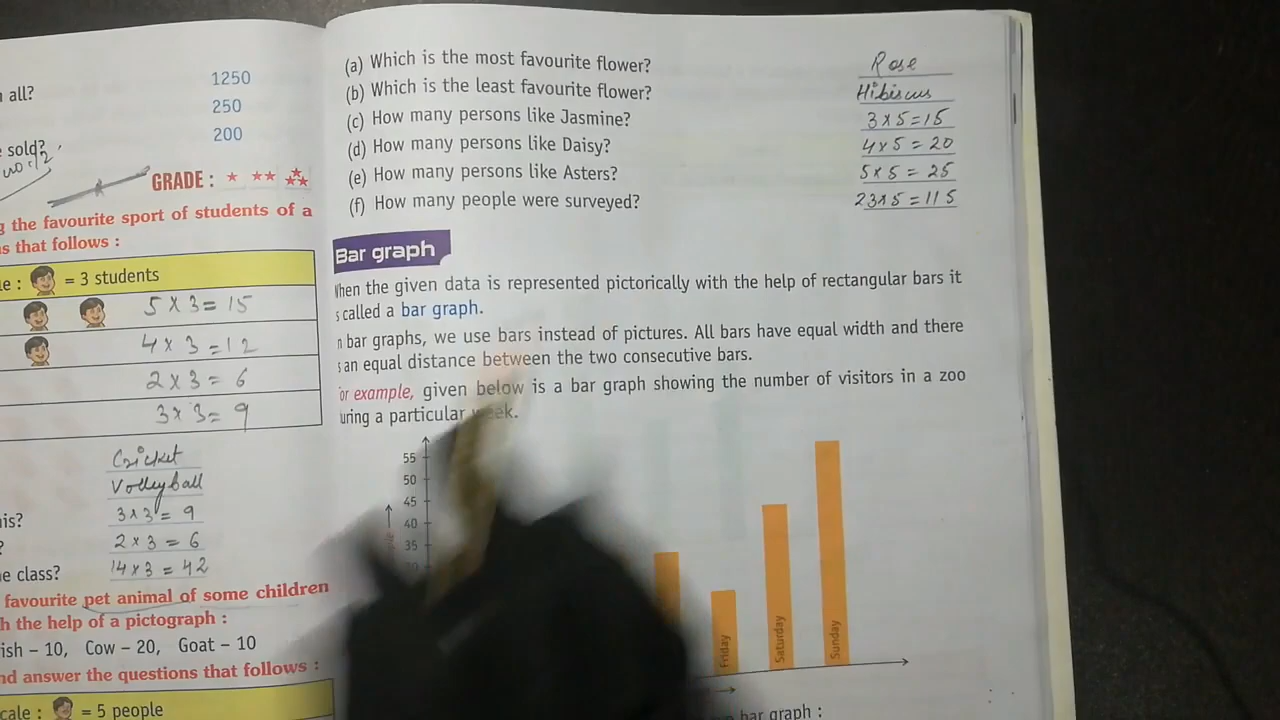 all? 1250
250
sold? 200
GRADE :
the favourite sport of students of a
s that follows :
= 3 students
5 x 3 = 15
4 x 3 = 12
2 x 3 = 6
3 x 3 = 9
Cricket
Volleyball
his? 3 x 3 = 9
? 2 x 3 = 6
e class? 14 x 3 = 42
favourite pet animal of some children
h the help of a pictograph :
ish – 10, Cow – 20, Goat – 10
nd answer the questions that follows :
cale : = 5 people
(a) Which is the most favourite flower? Rose
(b) Which is the least favourite flower? Hibiscus
(c) How many persons like Jasmine? 3 x 5 = 15
(d) How many persons like Daisy? 4 x 5 = 20
(e) How many persons like Asters? 5 x 5 = 25
(f) How many people were surveyed? 23 x 5 = 115
Bar graph
When the given data is represented pictorically with the help of rectangular bars it
s called a bar graph.
n bar graphs, we use bars instead of pictures. All bars have equal width and there
s an equal distance between the two consecutive bars.
or example, given below is a bar graph showing the number of visitors in a zoo
uring a particular week.
55
50
45
40
35
30
Friday
Saturday
Sunday
bar graph :